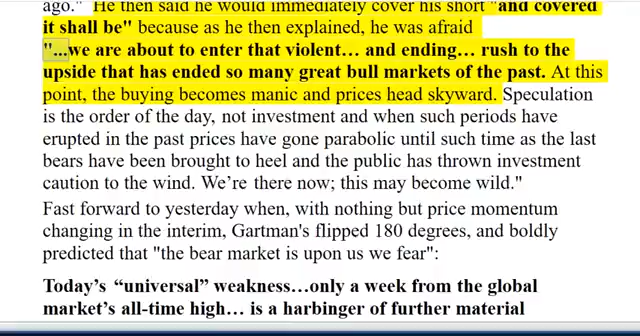 ago." He then said he would immediately cover his short "and covered
it shall be" because as he then explained, he was afraid
"...we are about to enter that violent… and ending… rush to the
upside that has ended so many great bull markets of the past. At this
point, the buying becomes manic and prices head skyward. Speculation
is the order of the day, not investment and when such periods have
erupted in the past prices have gone parabolic until such time as the last
bears have been brought to heel and the public has thrown investment
caution to the wind. We’re there now; this may become wild."
Fast forward to yesterday when, with nothing but price momentum
changing in the interim, Gartman's flipped 180 degrees, and boldly
predicted that "the bear market is upon us we fear":
Today’s “universal” weakness…only a week from the global
market’s all-time high… is a harbinger of further material